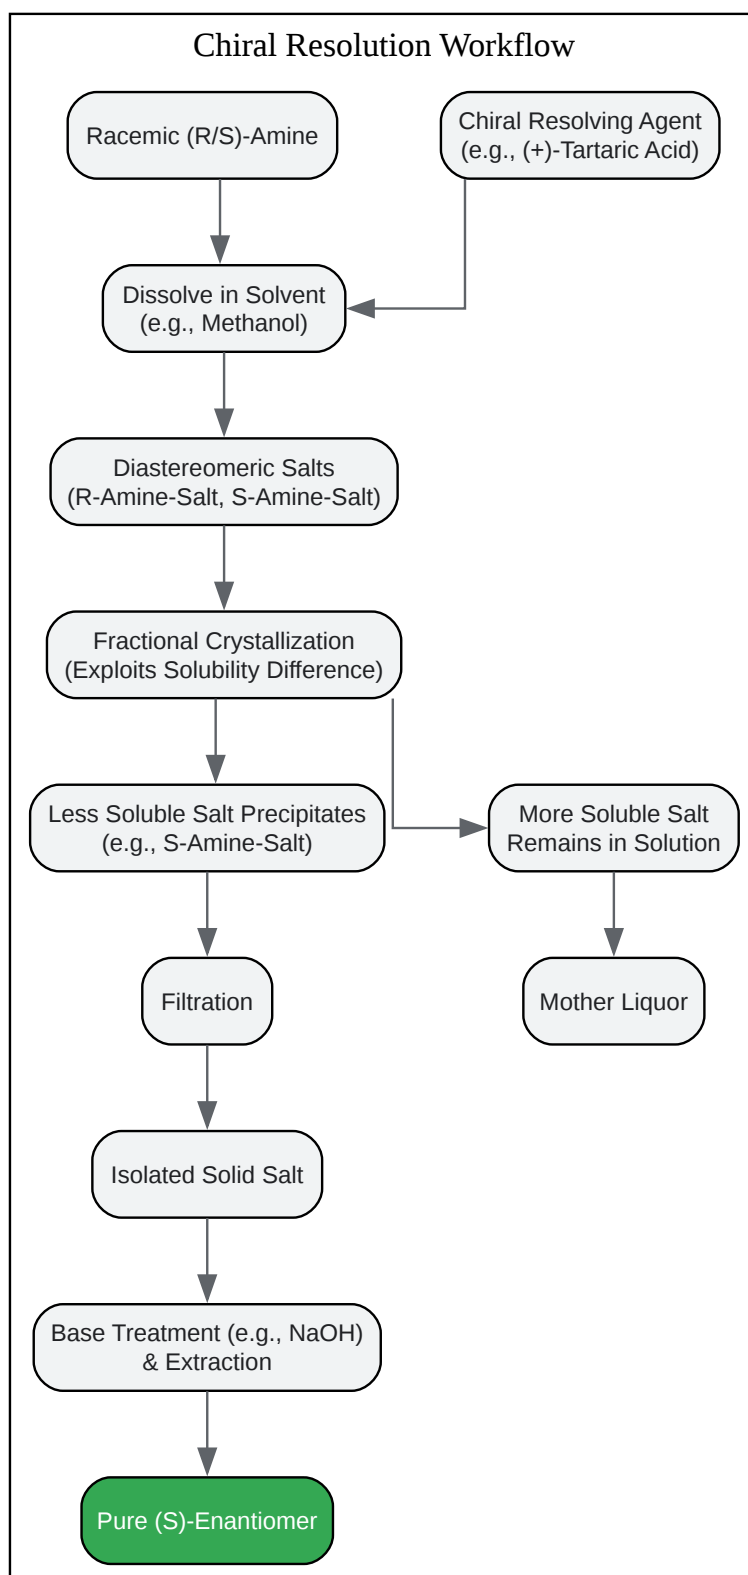 Chiral Resolution Workflow
Racemic (R/S)-Amine
Chiral Resolving Agent
(e.g., (+)-Tartaric Acid)
Dissolve in Solvent
(e.g., Methanol)
Diastereomeric Salts
(R-Amine-Salt, S-Amine-Salt)
Fractional Crystallization
(Exploits Solubility Difference)
Less Soluble Salt Precipitates
(e.g., S-Amine-Salt)
More Soluble Salt
Remains in Solution
Filtration
Mother Liquor
Isolated Solid Salt
Base Treatment (e.g., NaOH)
& Extraction
Pure (S)-Enantiomer